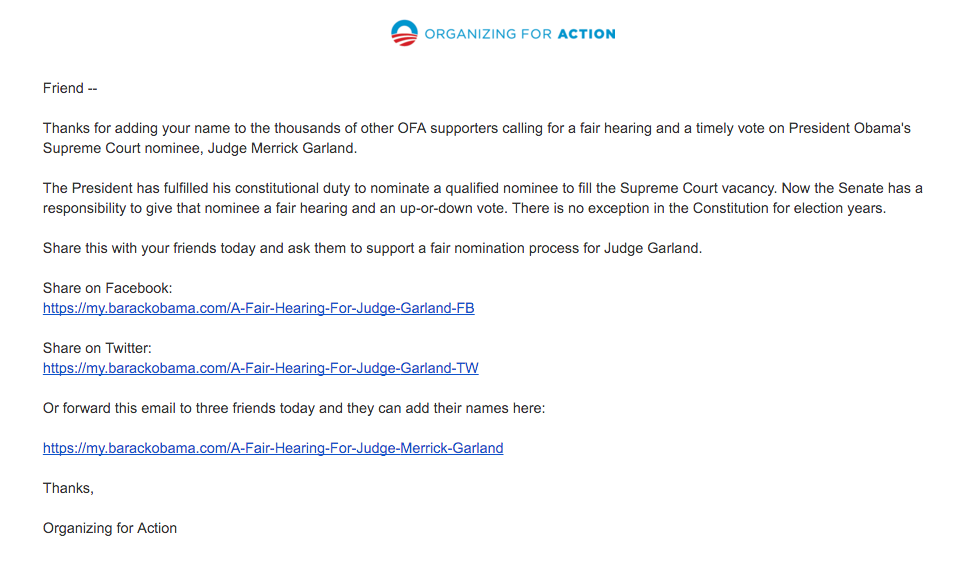 ORGANIZING FOR ACTION
Friend --
Thanks for adding your name to the thousands of other OFA supporters calling for a fair hearing and a timely vote on President Obama's
Supreme Court nominee, Judge Merrick Garland.
The President has fulfilled his constitutional duty to nominate a qualified nominee to fill the Supreme Court vacancy. Now the Senate has a
responsibility to give that nominee a fair hearing and an up-or-down vote. There is no exception in the Constitution for election years.
Share this with your friends today and ask them to support a fair nomination process for Judge Garland.
Share on Facebook:
https://my.barackobama.com/A-Fair-Hearing-For-Judge-Garland-FB
Share on Twitter:
https://my.barackobama.com/A-Fair-Hearing-For-Judge-Garland-TW
Or forward this email to three friends today and they can add their names here:
https://my.barackobama.com/A-Fair-Hearing-For-Judge-Merrick-Garland
Thanks,
Organizing for Action